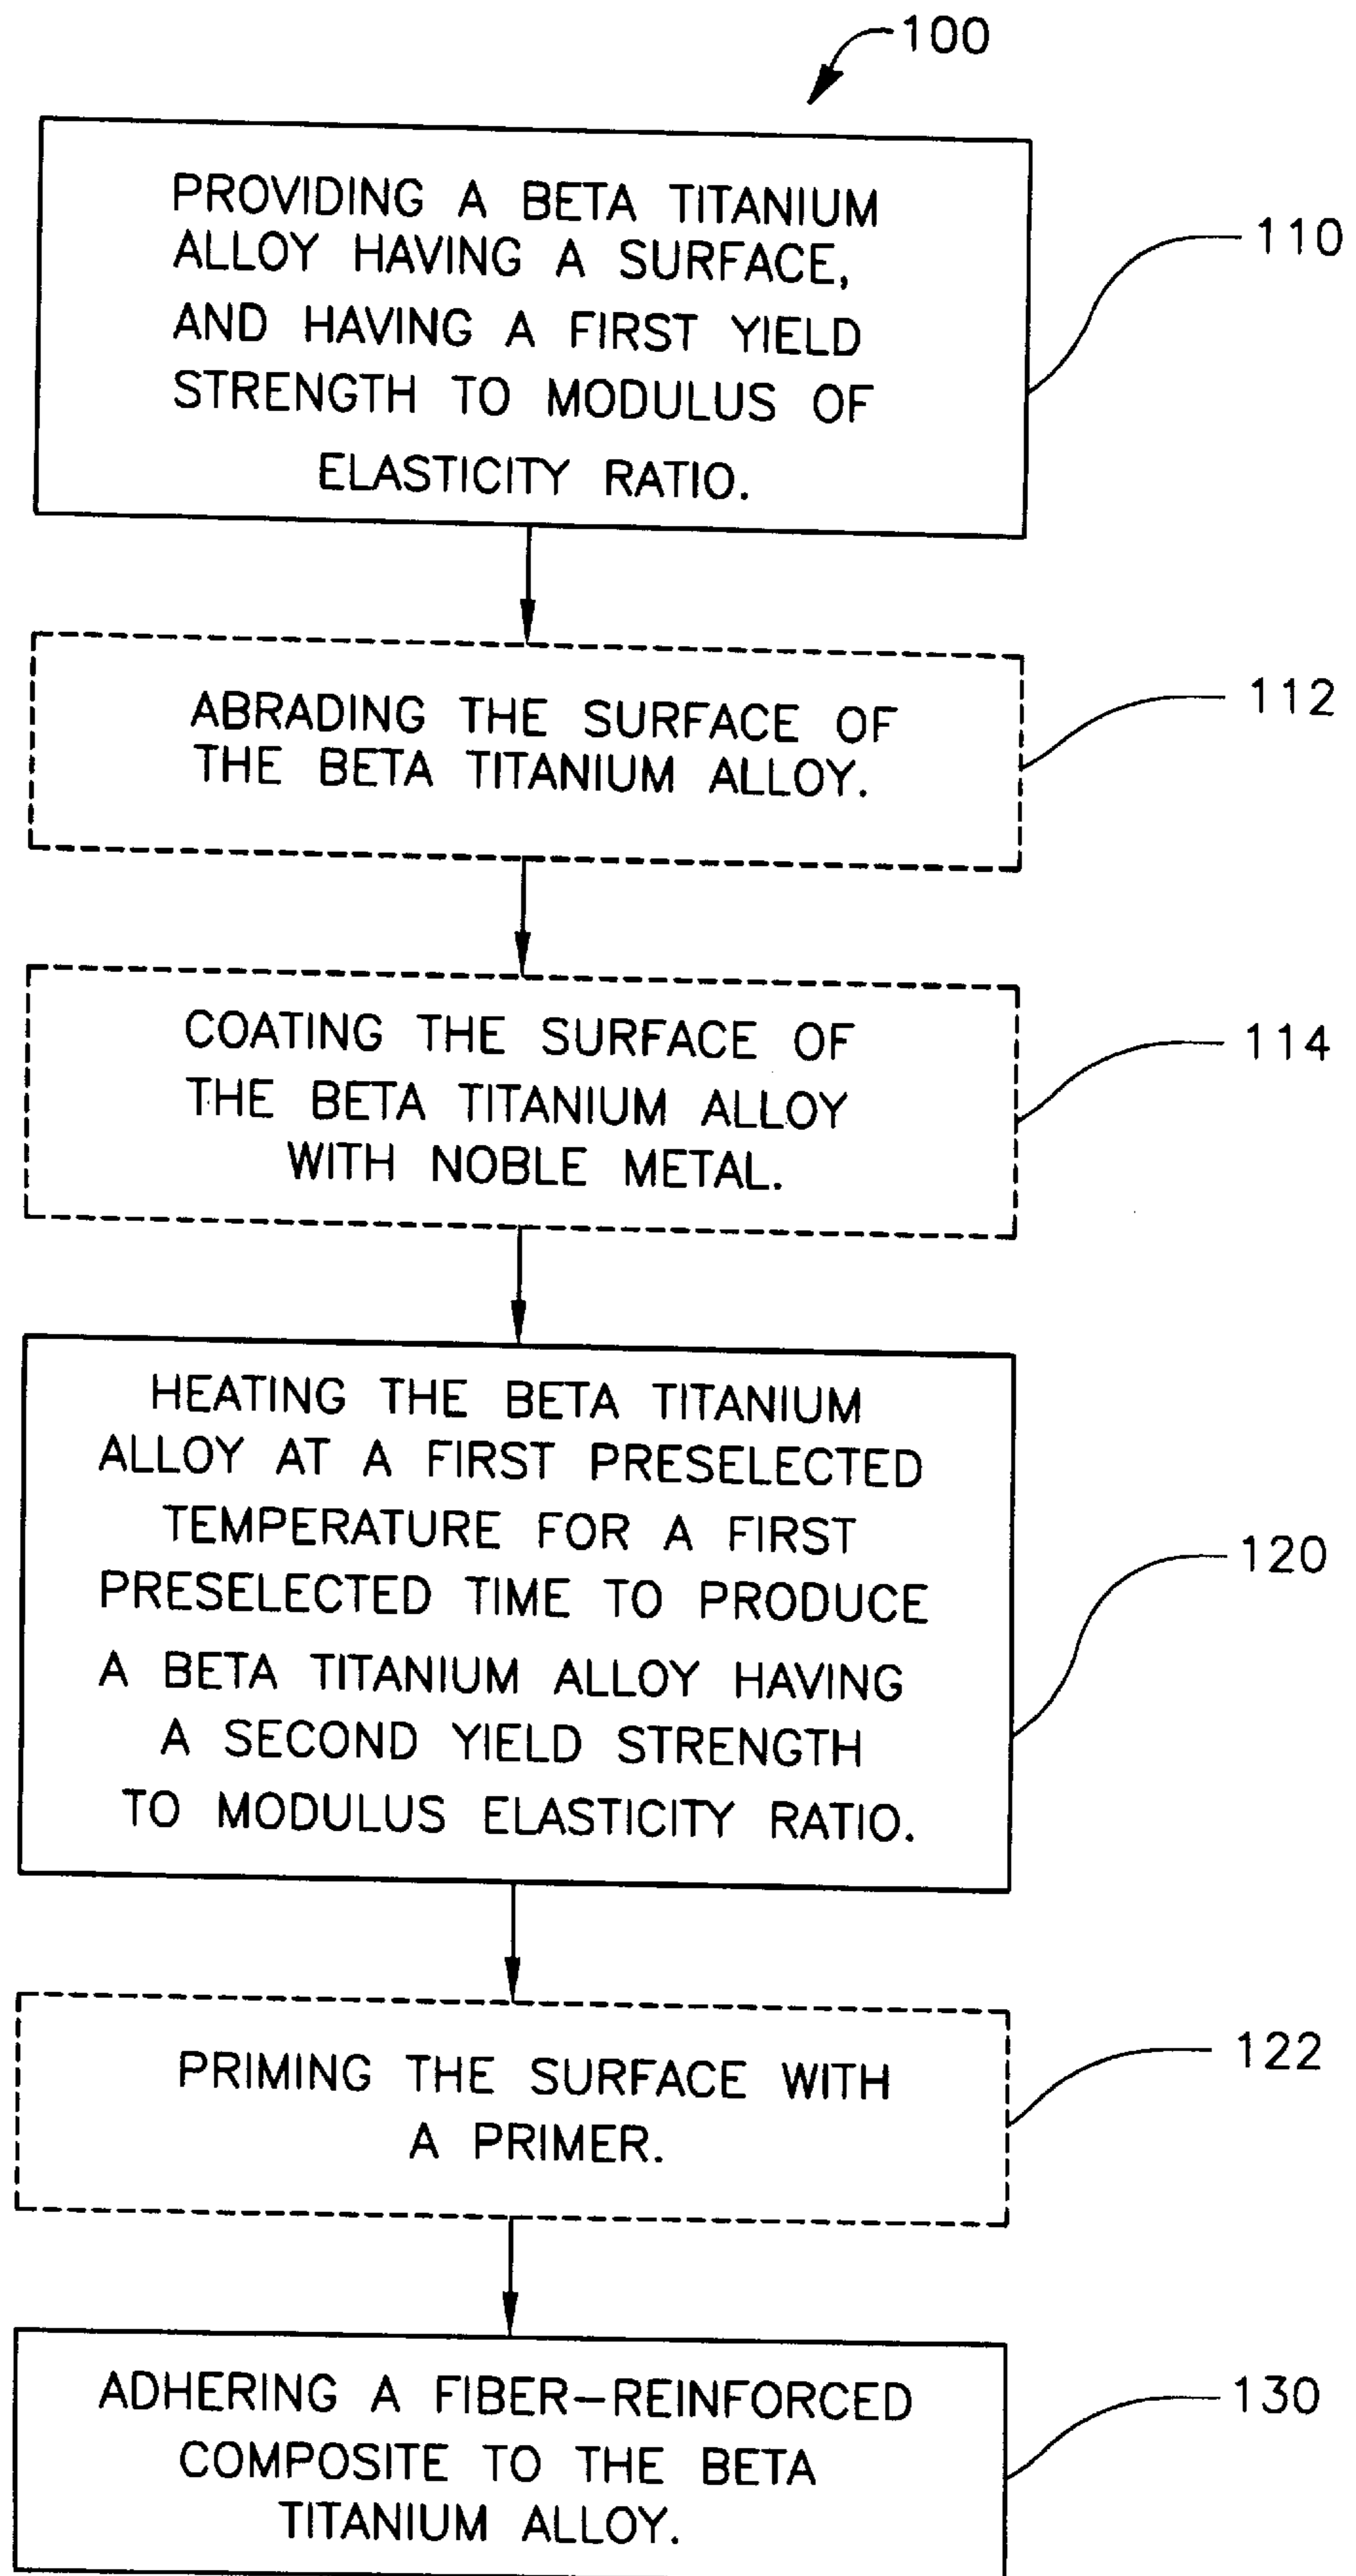 100
PROVIDING A BETA TITANIUM
ALLOY HAVING A SURFACE,
AND HAVING A FIRST YIELD
STRENGTH TO MODULUS OF
ELASTICITY RATIO.
110
ABRADING THE SURFACE OF
THE BETA TITANIUM ALLOY.
112
COATING THE SURFACE OF
THE BETA TITANIUM ALLOY
WITH NOBLE METAL.
114
HEATING THE BETA TITANIUM
ALLOY AT A FIRST PRESELECTED
TEMPERATURE FOR A FIRST
PRESELECTED TIME TO PRODUCE
A BETA TITANIUM ALLOY HAVING
A SECOND YIELD STRENGTH
TO MODULUS ELASTICITY RATIO.
120
PRIMING THE SURFACE WITH
A PRIMER.
122
ADHERING A FIBER-REINFORCED
COMPOSITE TO THE BETA
TITANIUM ALLOY.
130